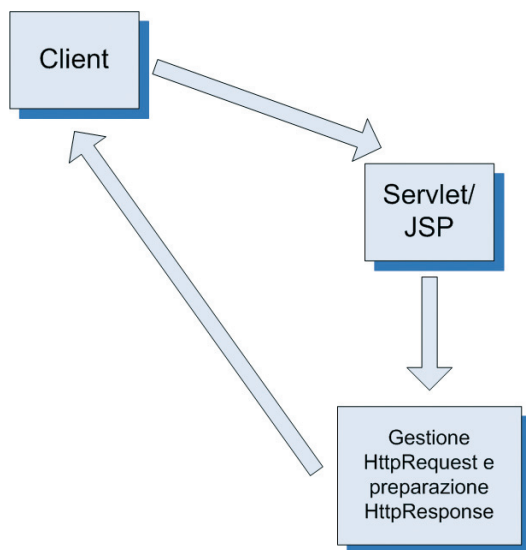 Client
Servlet/
JSP
Gestione
HttpRequest e
preparazione
HttpResponse